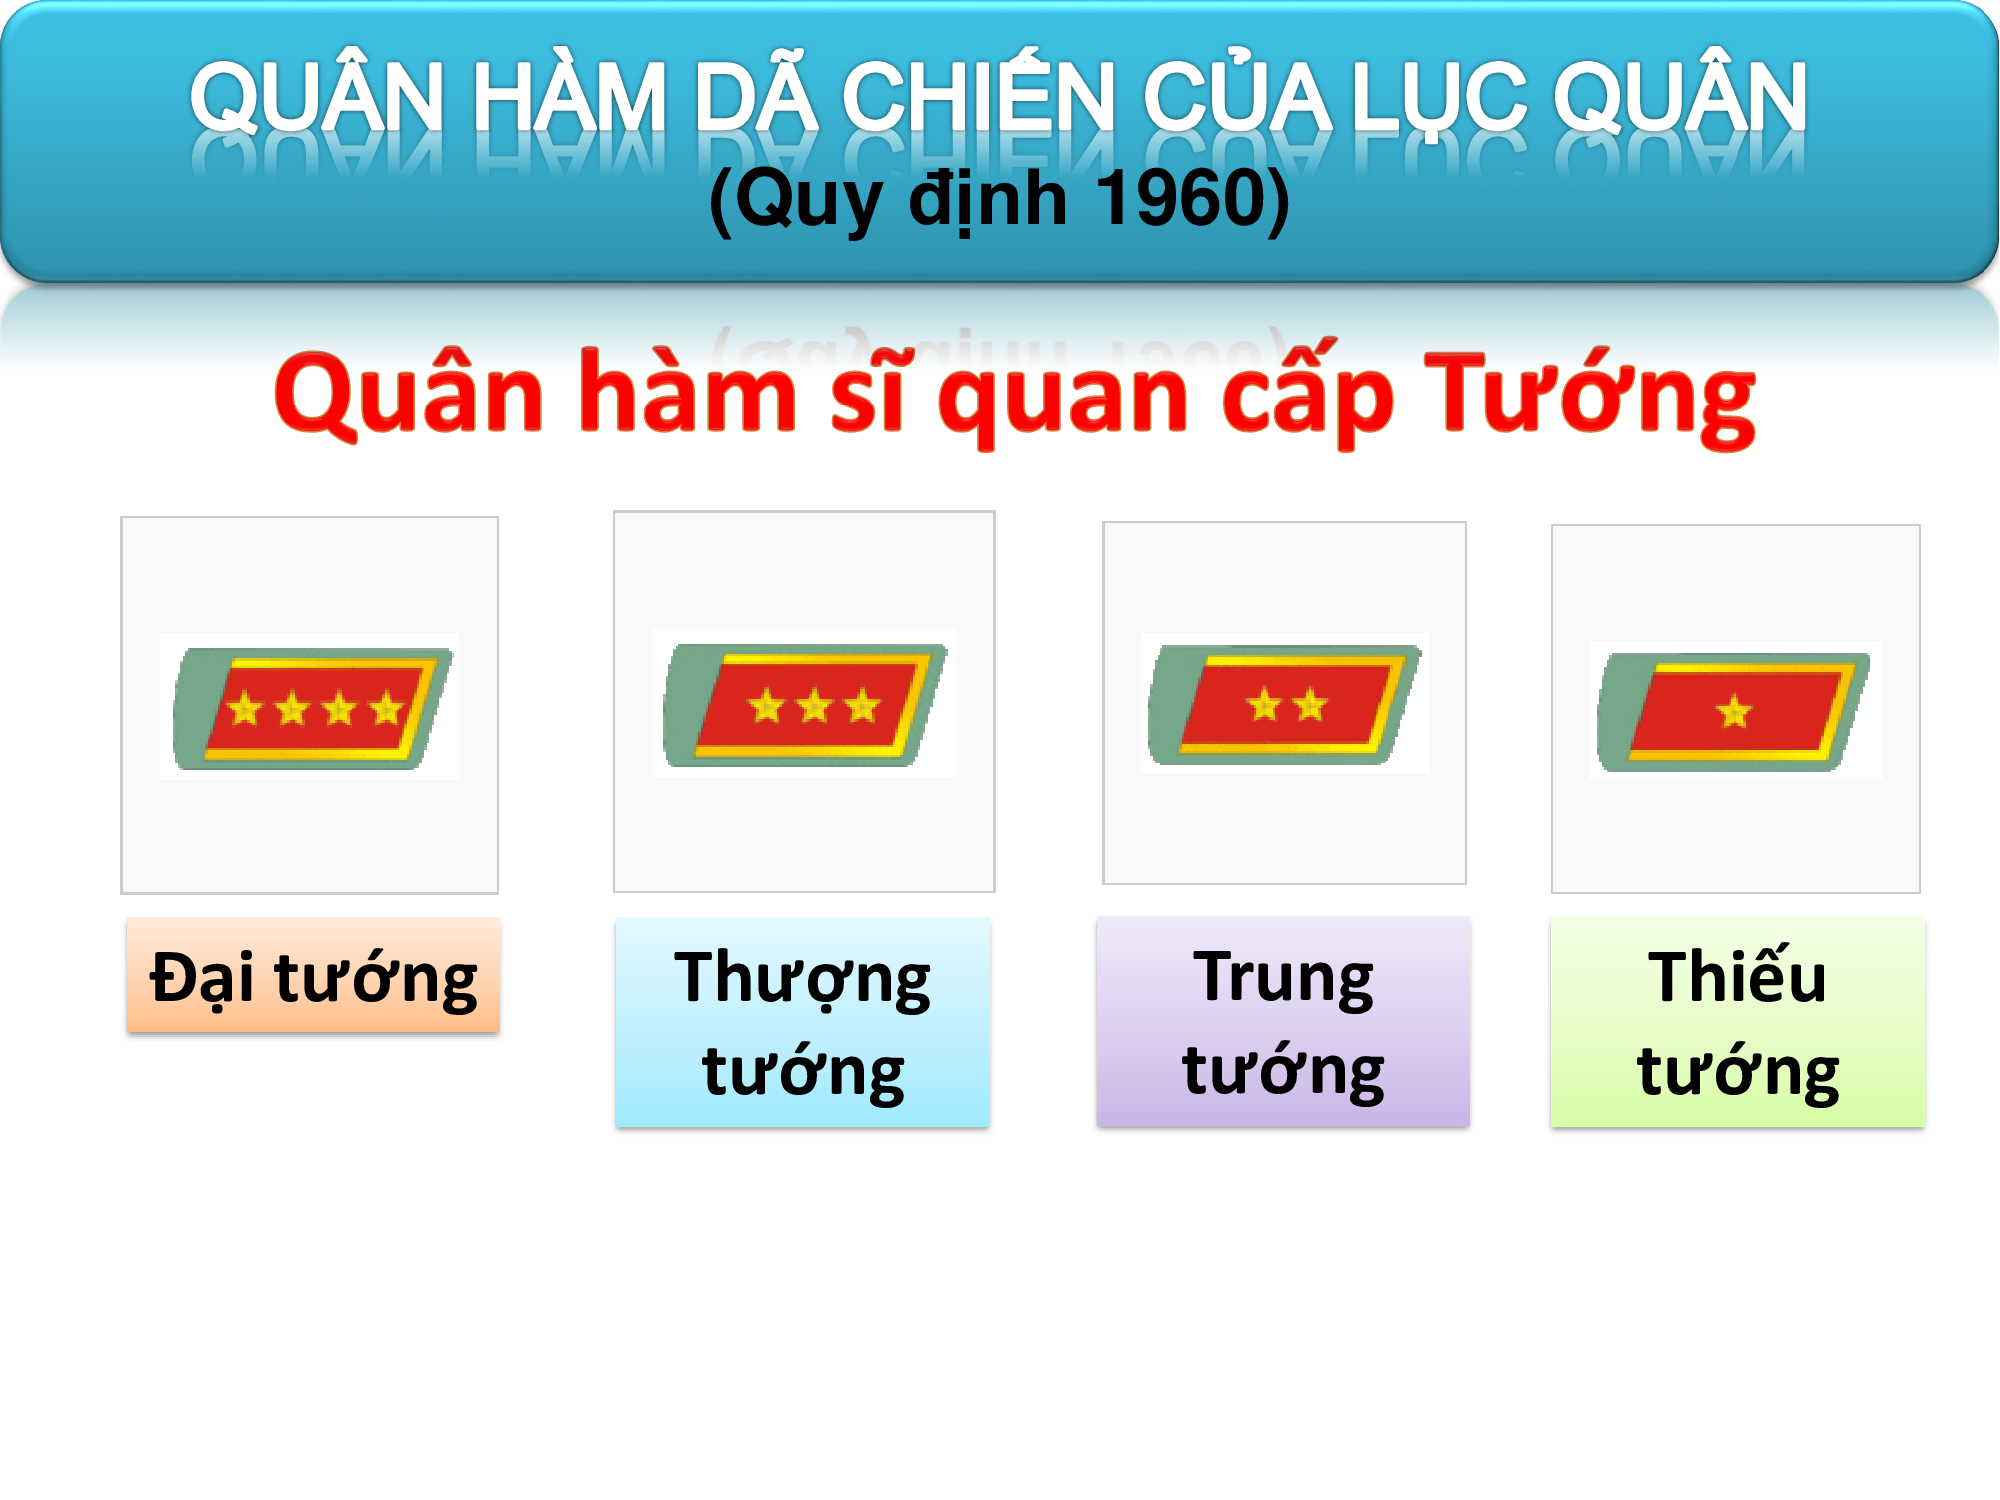 QUÂN HÀM DÃ CHIẾN CỦA LỤC QUÂN
(Quy định 1960)
Quân hàm sĩ quan cấp Tướng
Đại tướng
Thượng
tướng
Trung
tướng
Thiếu
tướng